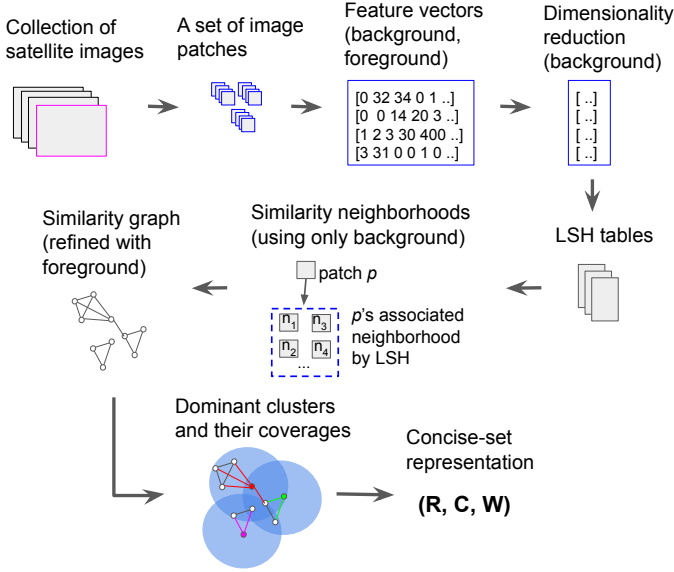 Collection of
satellite images
A set of image
patches
Feature vectors
(background,
foreground)
Dimensionality
reduction
(background)
[0 32 34 0 1 ..]
[0 0 14 20 3 ..]
[1 2 3 30 400 ..]
[3 31 0 0 1 0 ..]
[ ..]
[ ..]
[ ..]
[ ..]
Similarity graph
(refined with
foreground)
Similarity neighborhoods
(using only background)
LSH tables
patch p
n1 n3
n2 n4
...
p's associated
neighborhood
by LSH
Dominant clusters
and their coverages
Concise-set
representation
(R, C, W)